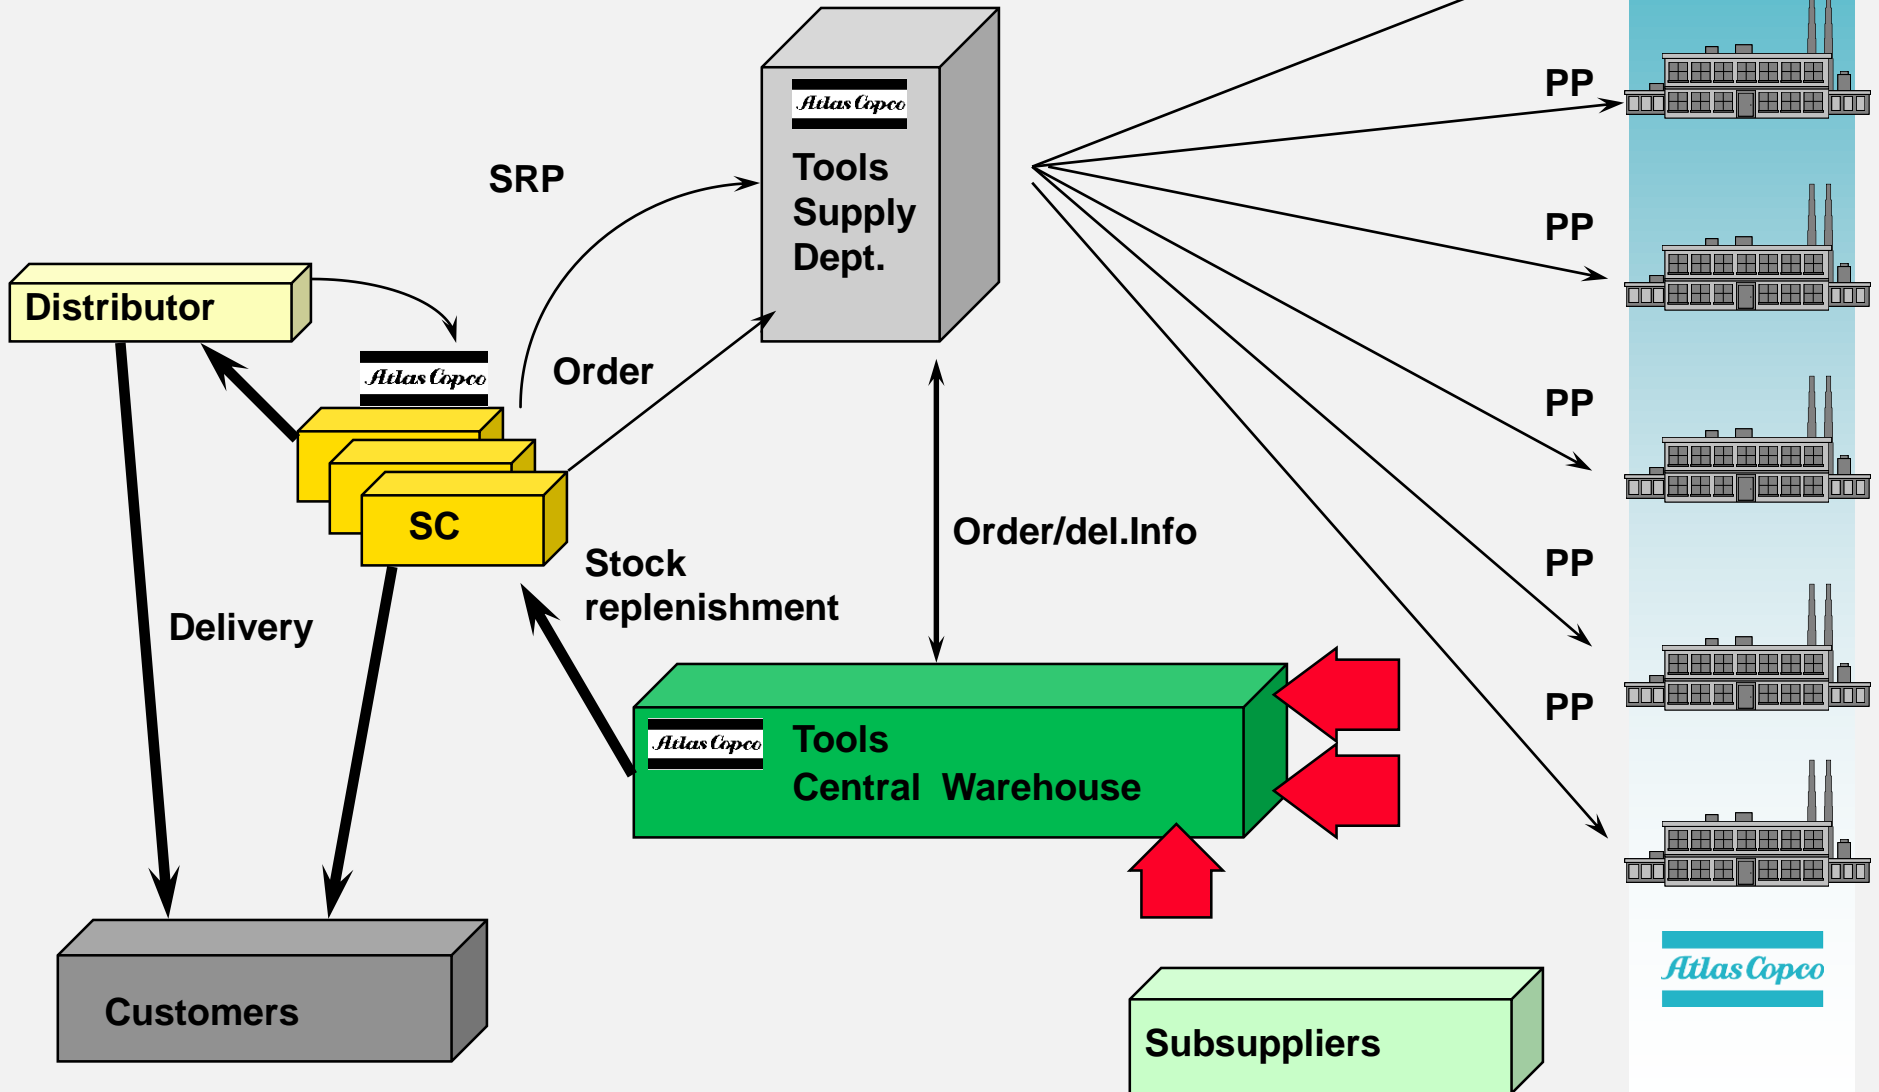 PP
Atlas Copco
Tools
Supply
Dept.
SRP
PP
Distributor
Atlas Copco
Order
PP
SC
Order/del.Info
Stock
replenishment
PP
Delivery
PP
Atlas Copco
Tools
Central Warehouse
Atlas Copco
Customers
Subsuppliers